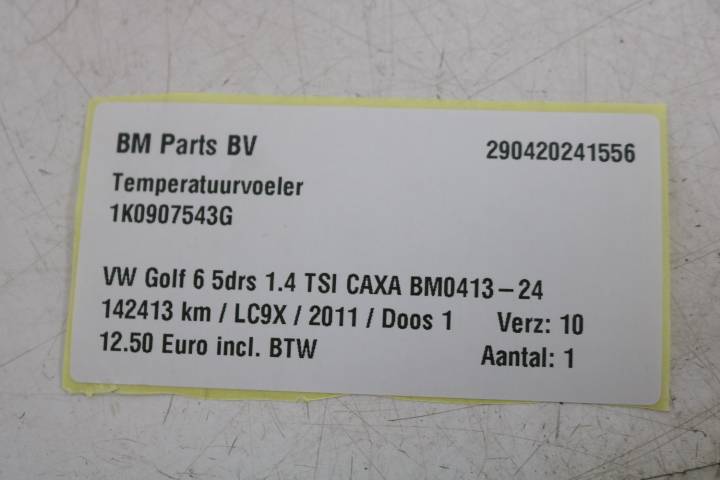 BM Parts BV 290420241556
Temperatuurvoeler
1K0907543G
VW Golf 6 5drs 1.4 TSI CAXA BM0413-24
142413 km / LC9X / 2011 / Doos 1 Verz: 10
12.50 Euro incl. BTW Aantal: 1